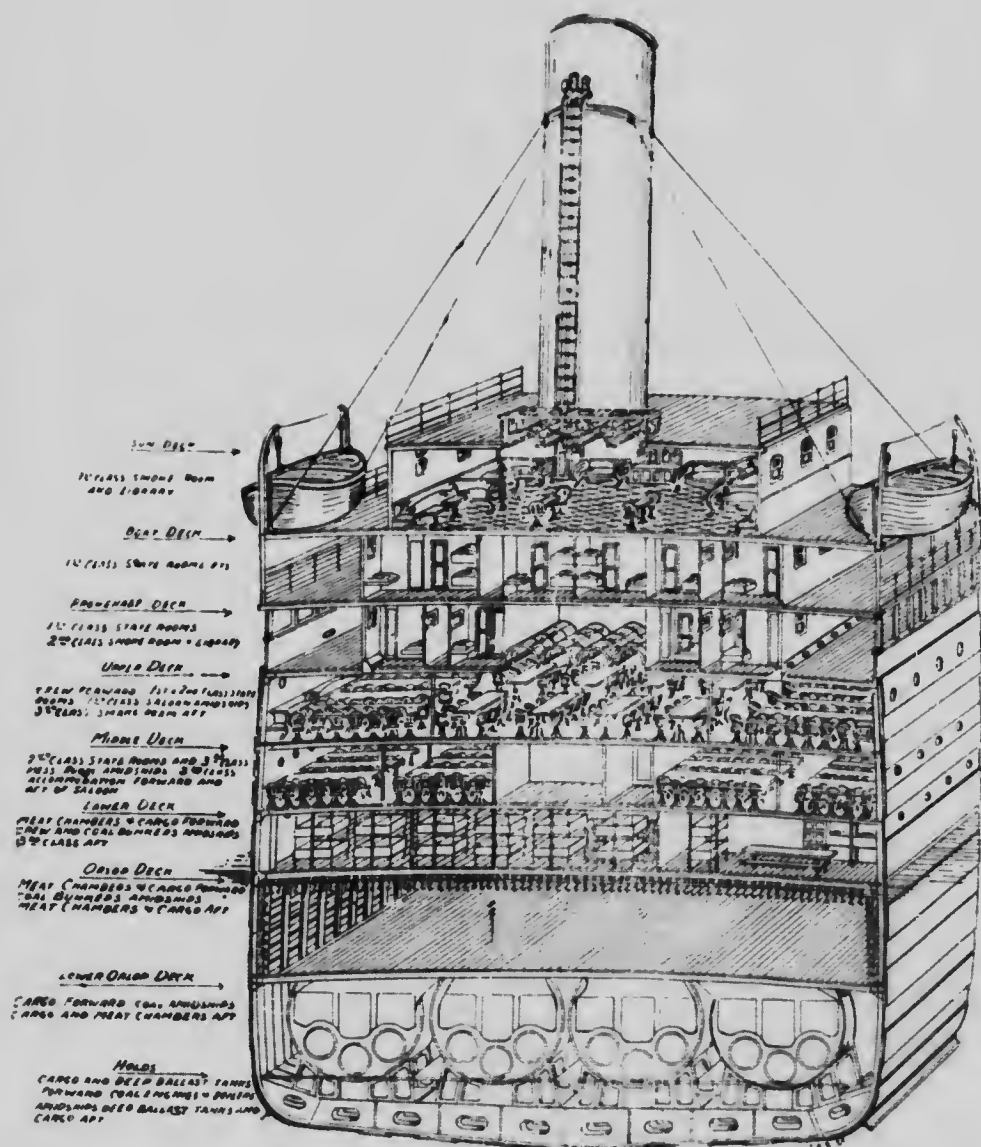 SUN DECK
1ST CLASS SMOKE ROOM
AND LIBRARY
BOAT DECK
1ST CLASS STATE ROOMS ETC
PROMENADE DECK
1ST CLASS STATE ROOMS
2ND CLASS SMOKE ROOM & LIBRARY
UPPER DECK
CREW FORWARD 1ST & 2ND CLASS STATE
ROOMS 1ST CLASS SALOON AMIDSHIPS
3RD CLASS SMOKE ROOM AFT
MIDDLE DECK
2ND CLASS STATE ROOMS AND 3RD CLASS
MESS ROOM AMIDSHIPS 3RD CLASS
ACCOMMODATION FORWARD AND
AFT OF SALOON
LOWER DECK
MEAT CHAMBERS & CARGO FORWARD
CREW AND COAL BUNKERS AMIDSHIPS
3RD CLASS AFT
ORLOP DECK
MEAT CHAMBERS & CARGO FORWARD
COAL BUNKERS AMIDSHIPS
MEAT CHAMBERS & CARGO AFT
LOWER ORLOP DECK
CARGO FORWARD COAL AMIDSHIPS
CARGO AND MEAT CHAMBERS AFT
HOLDS
CARGO AND DEEP BALLAST TANKS
FORWARD COAL ENGINES & BOILERS
AMIDSHIPS DEEP BALLAST TANKS AND
CARGO AFT